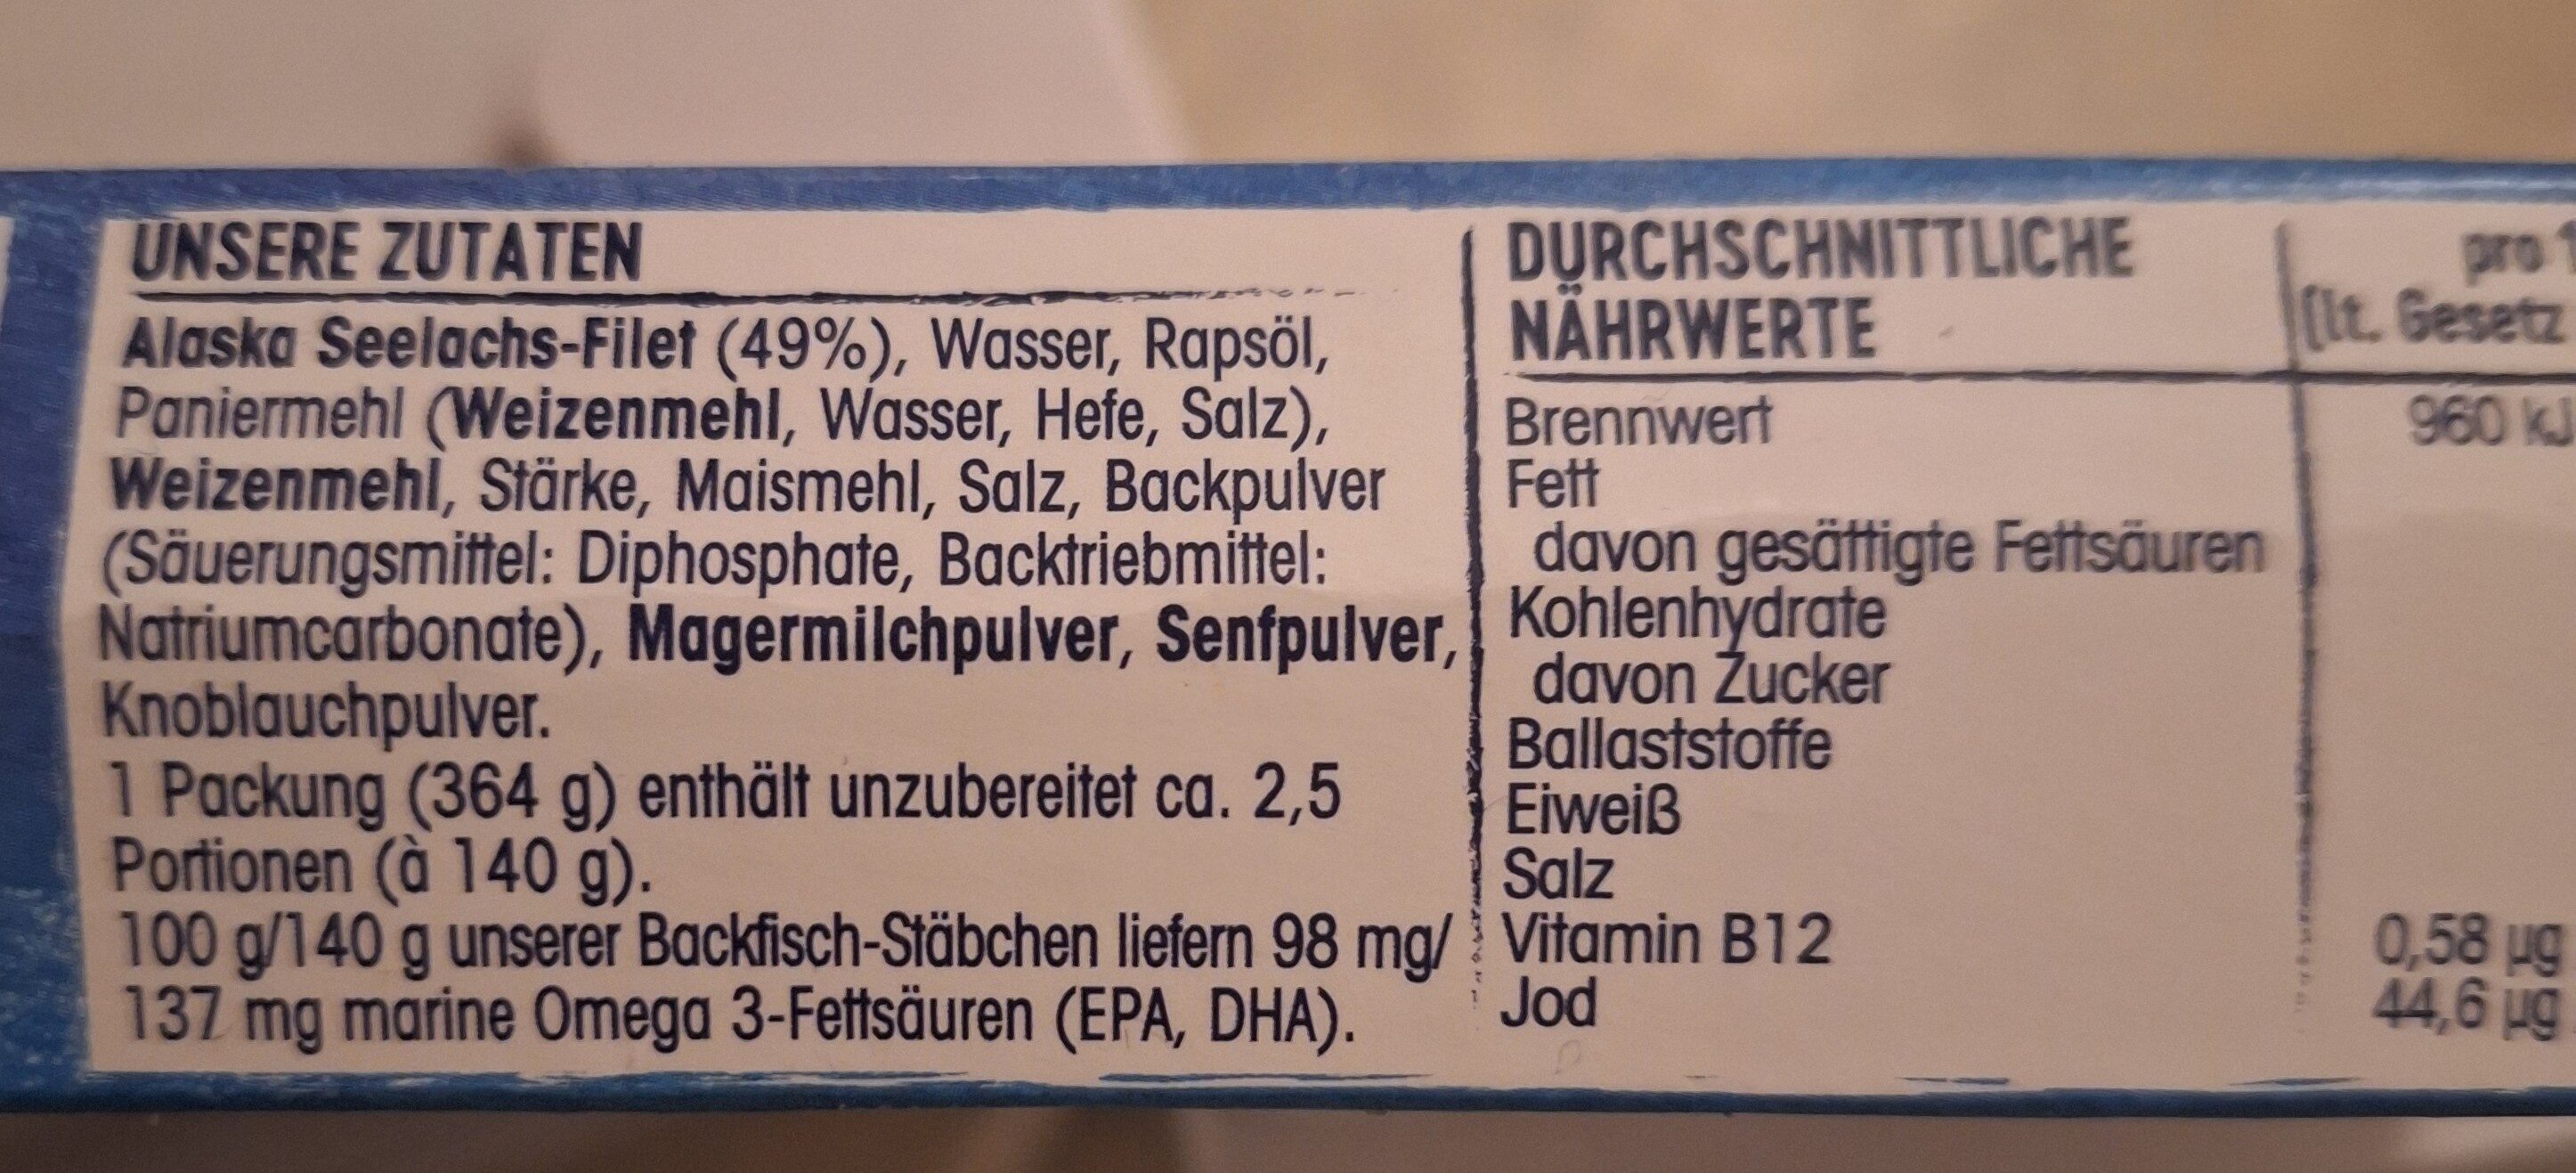 UNSERE ZUTATEN
Alaska Seelachs-Filet (49%), Wasser, Rapsöl,
Paniermehl (Weizenmehl, Wasser, Hefe, Salz),
Weizenmehl, Stärke, Maismehl, Salz, Backpulver
(Säuerungsmittel: Diphosphate, Backtriebmittel:
Natriumcarbonate), Magermilchpulver, Senfpulver,
Knoblauchpulver.
1 Packung (364 g) enthält unzubereitet ca. 2,5
Portionen (à 140 g).
100 g/140 g unserer Backfisch-Stäbchen liefern 98 mg/
137 mg marine Omega 3-Fettsäuren (EPA, DHA).
DURCHSCHNITTLICHE
NÄHRWERTE
pro
(lt. Gesetz
Brennwert 960 kJ
Fett
davon gesättigte Fettsäuren
Kohlenhydrate
davon Zucker
Ballaststoffe
Eiweiß
Salz
Vitamin B12 0,58 µg
Jod 44,6 µg